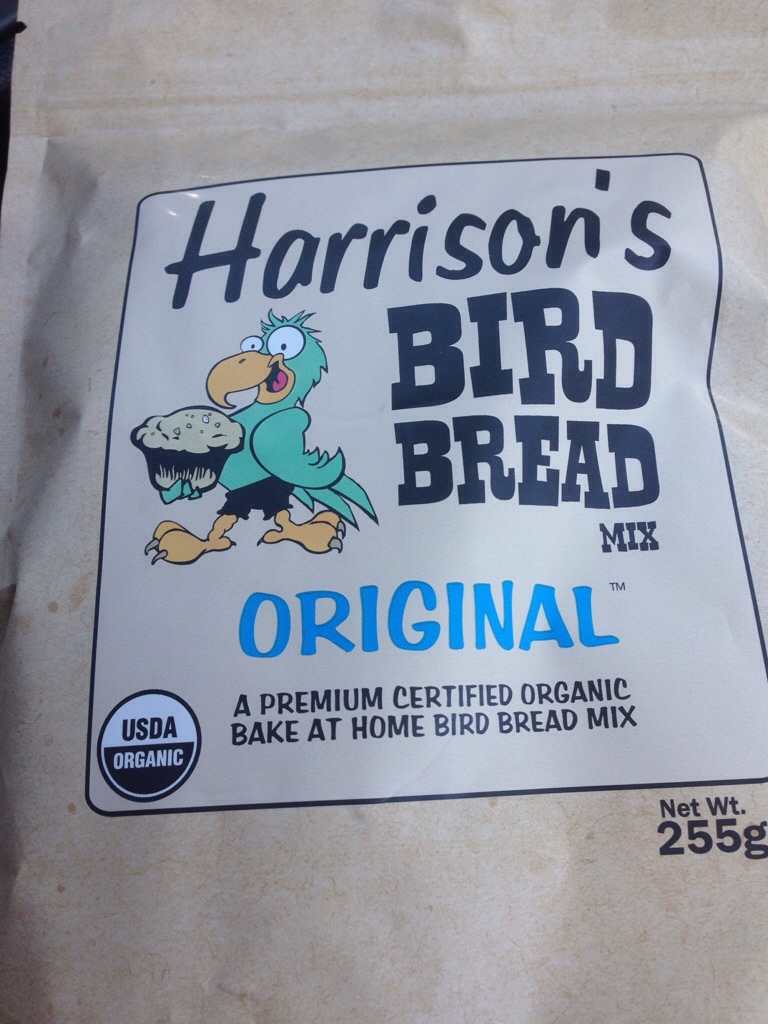 Harrison's
BIRD
BREAD
MIX
ORIGINAL™
A PREMIUM CERTIFIED ORGANIC
BAKE AT HOME BIRD BREAD MIX
USDA
ORGANIC
Net Wt.
255g